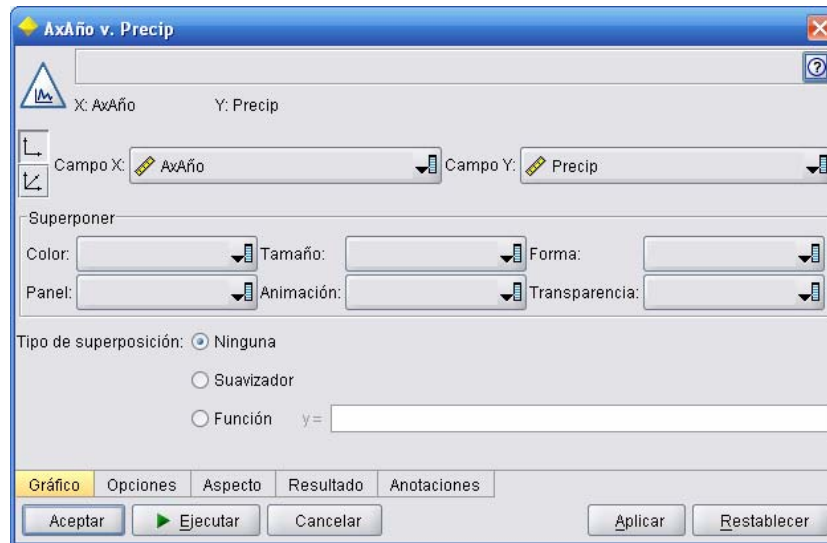 AxAño v. Precip
X: AxAño Y: Precip
Campo X: AxAño Campo Y: Precip
Superponer
Color: Tamaño: Forma:
Panel: Animación: Transparencia:
Tipo de superposición: Ninguna
Suavizador
Función y =
Gráfico Opciones Aspecto Resultado Anotaciones
Aceptar Ejecutar Cancelar Aplicar Restablecer